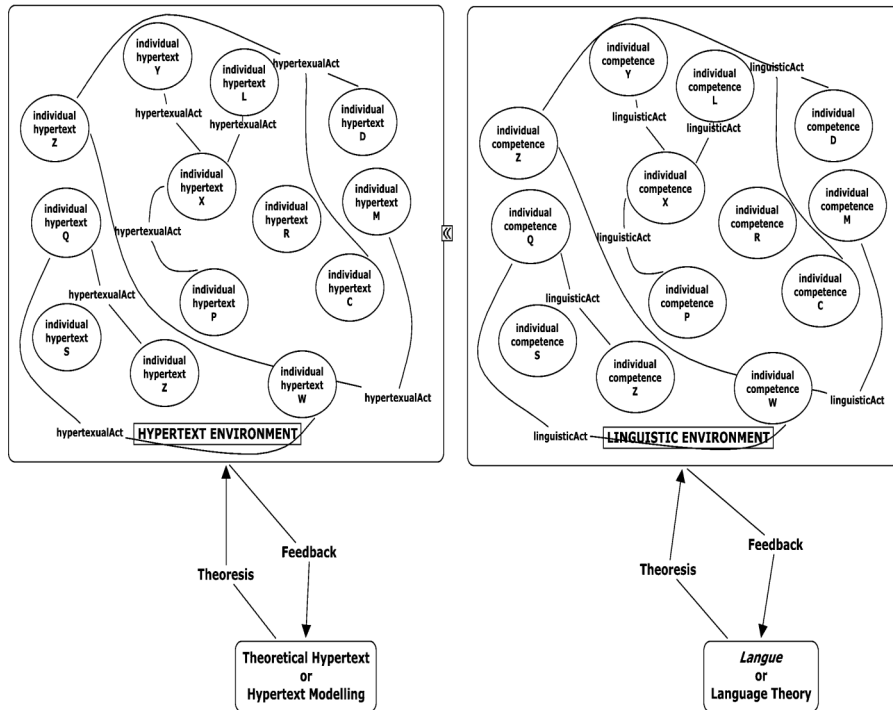 individual
hypertext
Y
individual
hypertext
L
hypertexualAct
hypertexualAct
hypertexualAct
individual
hypertext
D
individual
hypertext
Z
individual
hypertext
X
individual
hypertext
M
individual
hypertext
Q
individual
hypertext
R
hypertexualAct
individual
hypertext
C
hypertexualAct
individual
hypertext
P
individual
hypertext
S
individual
hypertext
Z
individual
hypertext
W
hypertexualAct
hypertexualAct
HYPERTEXT ENVIRONMENT
Theoresis
Feedback
Theoretical Hypertext
or
Hypertext Modelling
individual
competence
Y
individual
competence
L
linguisticAct
linguisticAct
linguisticAct
individual
competence
D
individual
competence
Z
individual
competence
X
individual
competence
M
individual
competence
Q
individual
competence
R
linguisticAct
individual
competence
C
linguisticAct
individual
competence
P
individual
competence
S
individual
competence
Z
individual
competence
W
linguisticAct
linguisticAct
LINGUISTIC ENVIRONMENT
Theoresis
Feedback
Langue
or
Language Theory